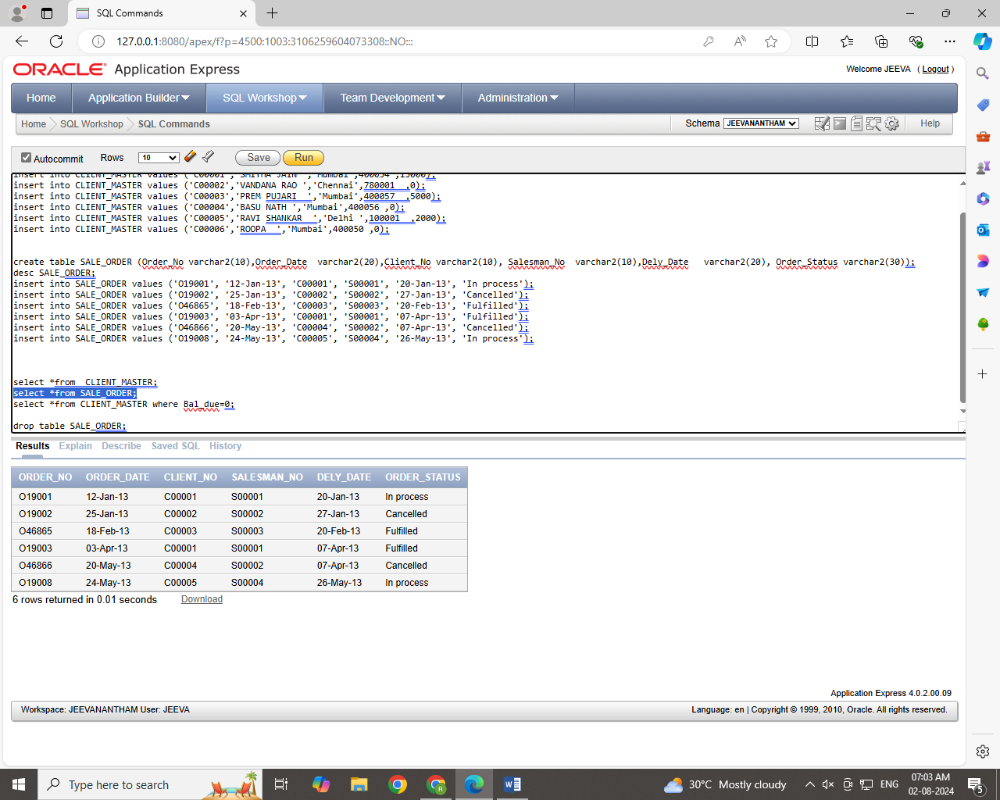 SQL Commands
127.0.0.1:8080/apex/f?p=4500:1003:3106259604073308::NO:::
ORACLE Application Express
Welcome JEEVA ( Logout )
Home Application Builder SQL Workshop Team Development Administration
Home SQL Workshop SQL Commands Schema JEEVANANTHAM Help
Autocommit Rows 10 Save Run
insert into CLIENT_MASTER values ('C00001','SMITHA JAIN ','Mumbai',400054 ,15000);
insert into CLIENT_MASTER values ('C00002','VANDANA RAO ','Chennai',780001  ,0);
insert into CLIENT_MASTER values ('C00003','PREM PUJARI  ','Mumbai',400057  ,5000);
insert into CLIENT_MASTER values ('C00004','BASU NATH ','Mumbai',400056 ,0);
insert into CLIENT_MASTER values ('C00005','RAVI SHANKAR  ','Delhi ',100001  ,2000);
insert into CLIENT_MASTER values ('C00006','ROOPA  ','Mumbai',400050 ,0);
create table SALE_ORDER (Order_No varchar2(10),Order_Date  varchar2(20),Client_No varchar2(10), Salesman_No  varchar2(10),Dely_Date   varchar2(20), Order_Status varchar2(30));
desc SALE_ORDER;
insert into SALE_ORDER values ('O19001', '12-Jan-13', 'C00001', 'S00001', '20-Jan-13', 'In process');
insert into SALE_ORDER values ('O19002', '25-Jan-13', 'C00002', 'S00002', '27-Jan-13', 'Cancelled');
insert into SALE_ORDER values ('O46865', '18-Feb-13', 'C00003', 'S00003', '20-Feb-13', 'Fulfilled');
insert into SALE_ORDER values ('O19003', '03-Apr-13', 'C00001', 'S00001', '07-Apr-13', 'Fulfilled');
insert into SALE_ORDER values ('O46866', '20-May-13', 'C00004', 'S00002', '07-Apr-13', 'Cancelled');
insert into SALE_ORDER values ('O19008', '24-May-13', 'C00005', 'S00004', '26-May-13', 'In process');
select *from  CLIENT_MASTER;
select *from SALE_ORDER;
select *from CLIENT_MASTER where Bal_due=0;
drop table SALE_ORDER;
Results Explain Describe Saved SQL History
ORDER_NO ORDER_DATE CLIENT_NO SALESMAN_NO DELY_DATE ORDER_STATUS
O19001 12-Jan-13 C00001 S00001 20-Jan-13 In process
O19002 25-Jan-13 C00002 S00002 27-Jan-13 Cancelled
O46865 18-Feb-13 C00003 S00003 20-Feb-13 Fulfilled
O19003 03-Apr-13 C00001 S00001 07-Apr-13 Fulfilled
O46866 20-May-13 C00004 S00002 07-Apr-13 Cancelled
O19008 24-May-13 C00005 S00004 26-May-13 In process
6 rows returned in 0.01 seconds Download
Application Express 4.0.2.00.09
Workspace: JEEVANANTHAM User: JEEVA Language: en | Copyright © 1999, 2010, Oracle. All rights reserved.
Type here to search 30°C Mostly cloudy ENG 07:03 AM
02-08-2024 5